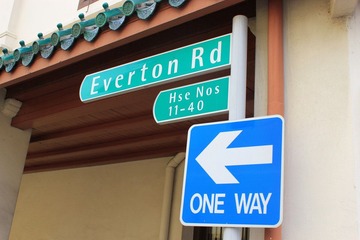 Everton Rd
Hse Nos
11-40
ONE WAY